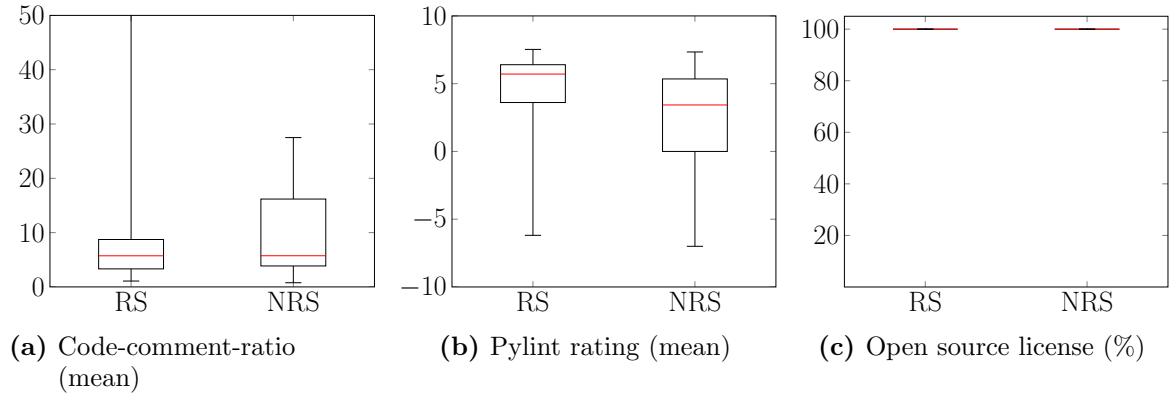 50
40
30
20
10
0
RS
NRS
(a) Code-comment-ratio
(mean)
10
5
0
−5
−10
RS
NRS
(b) Pylint rating (mean)
100
80
60
40
20
RS
NRS
(c) Open source license (%)